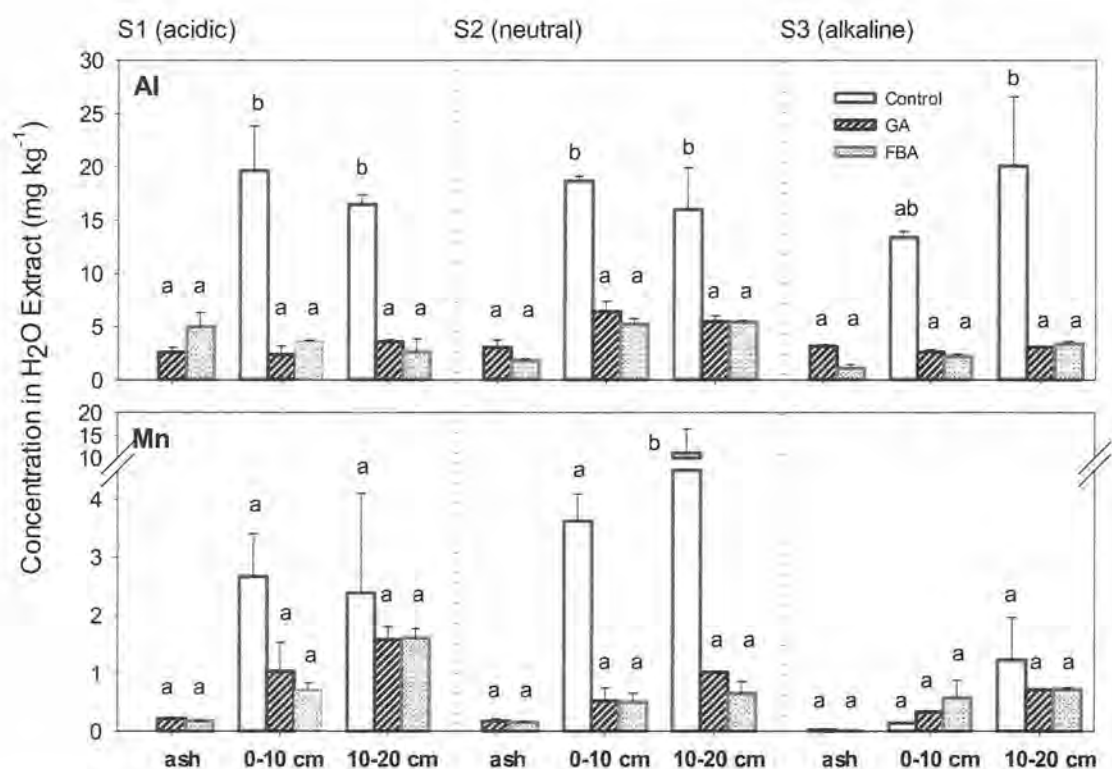 S1 (acidic) S2 (neutral) S3 (alkaline)
Concentration in H₂O Extract (mg kg⁻¹)
30
25
20
15
10
5
0
Al
Control
GA
FBA
a a b a a b a a
a a b a a b a a
a a ab a a b a a
20
15
10
4
3
2
1
0
Mn
a a a a a a a a
a a a a a b a a
a a a a a a a a
ash 0-10 cm 10-20 cm ash 0-10 cm 10-20 cm ash 0-10 cm 10-20 cm